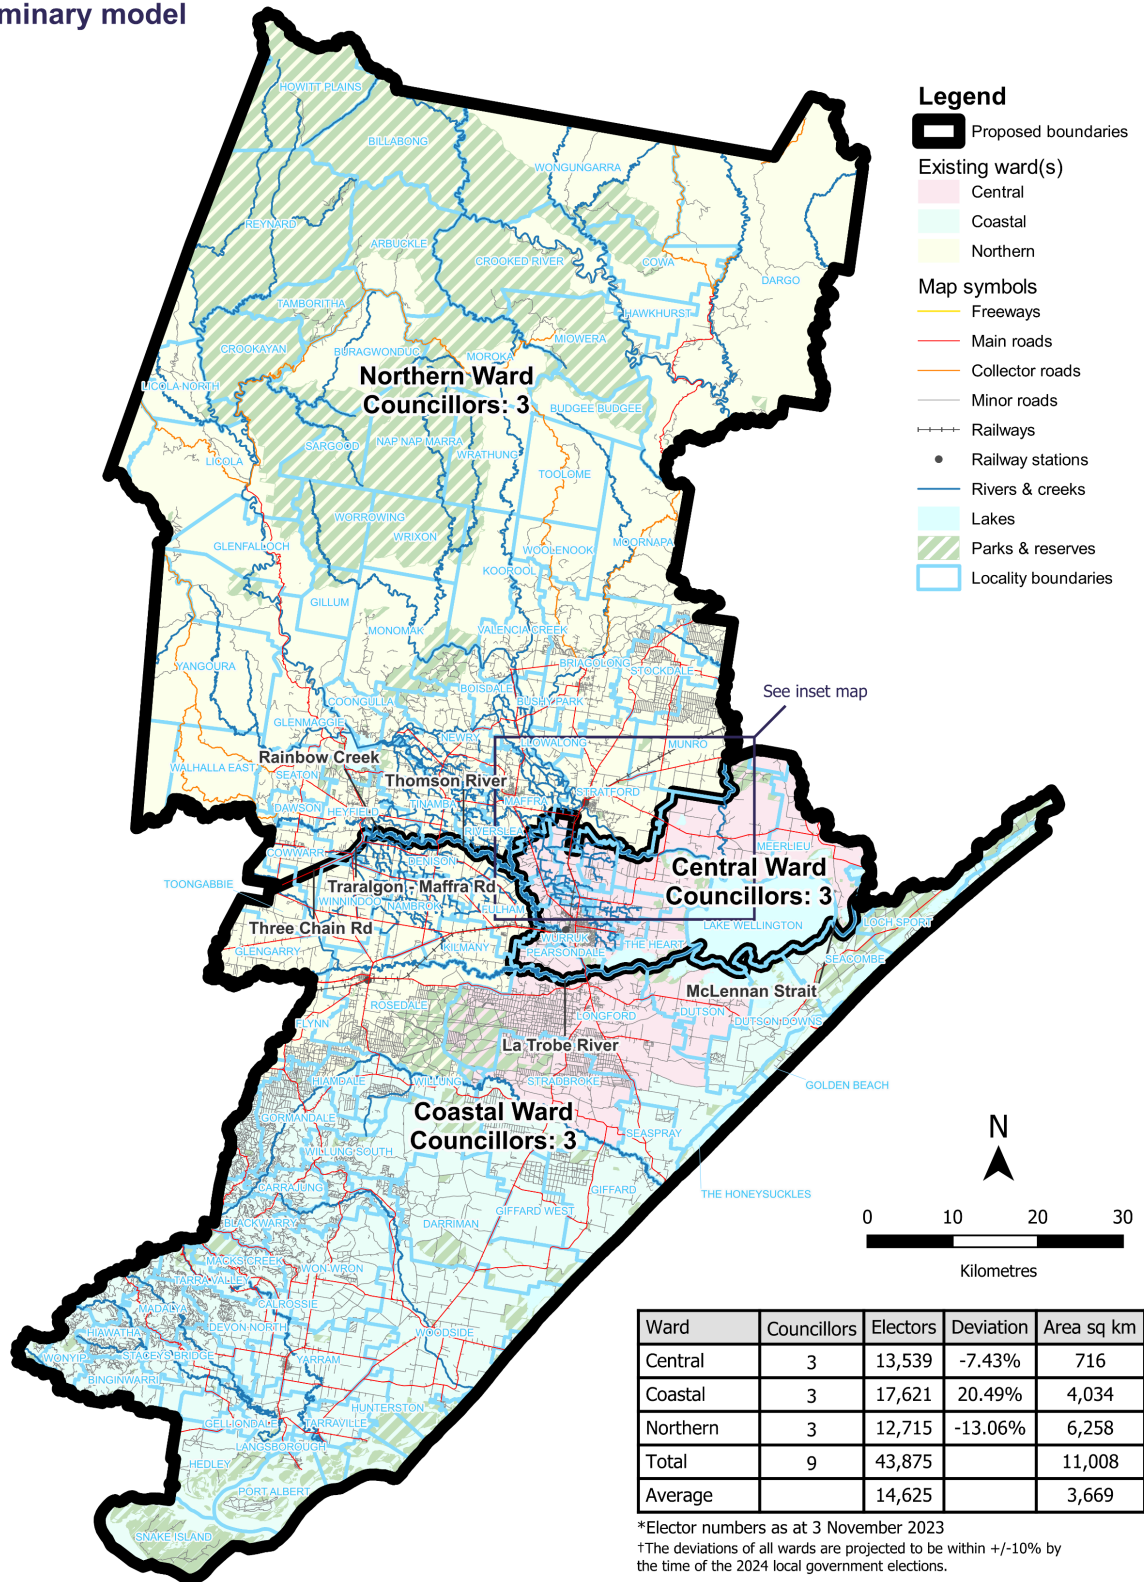 minary model
HOWITT PLAINS
BILLABONG
WONGUNGARRA
REYNARD
ARBUCKLE
CROOKED RIVER
COWA
DARGO
TAMBORITHA
HAWKHURST
CROOKAYAN
BURAGWONDUC
MOROKA
MIOWERA
Northern Ward
Councillors: 3
LICOLA NORTH
BUDGEE BUDGEE
SARGOOD
NAP NAP MARRA
WRATHUNG
LICOLA
TOOLOME
WORROWING
WRIXON
GLENFALLOCH
WOOLENOOK
MOORNAPA
KOOROOL
GILLUM
MONOMAK
VALENCIA CREEK
YANGOURA
BRIAGOLONG
STOCKDALE
BOISDALE
COONGULLA
BUSHY PARK
See inset map
GLENMAGGIE
NEWRY
LLOWALONG
MUNRO
Rainbow Creek
WALHALLA EAST
SEATON
Thomson River
STRATFORD
DAWSON
HEYFIELD
TINAMBA
MAFFRA
RIVERSLEA
COWWARR
DENISON
MEERLIEU
Central Ward
Councillors: 3
TOONGABBIE
Traralgon - Maffra Rd
WINNINDOO
NAMBROK
FULHAM
Three Chain Rd
LAKE WELLINGTON
LOCH SPORT
GLENGARRY
KILMANY
WURRUK
PEARSONDALE
THE HEART
SEACOMBE
McLennan Strait
ROSEDALE
LONGFORD
DUTSON
FLYNN
DUTSON DOWNS
La Trobe River
HIAMDALE
WILLUNG
STRADBROKE
GOLDEN BEACH
Coastal Ward
Councillors: 3
GORMANDALE
SEASPRAY
WILLUNG SOUTH
CARRAJUNG
GIFFARD
THE HONEYSUCKLES
GIFFARD WEST
BLACKWARRY
DARRIMAN
MACKS CREEK
WON WRON
TARRA VALLEY
MADALYA
CALROSSIE
HIAWATHA
DEVON NORTH
WOODSIDE
WONYIP
STACEYS BRIDGE
YARRAM
BINGINWARRI
HUNTERSTON
GELLIONDALE
TARRAVILLE
LANGSBOROUGH
HEDLEY
PORT ALBERT
SNAKE ISLAND
Legend
Proposed boundaries
Existing ward(s)
Central
Coastal
Northern
Map symbols
Freeways
Main roads
Collector roads
Minor roads
Railways
Railway stations
Rivers & creeks
Lakes
Parks & reserves
Locality boundaries
N
0 10 20 30
Kilometres
Ward Councillors Electors Deviation Area sq km
Central 3 13,539 -7.43% 716
Coastal 3 17,621 20.49% 4,034
Northern 3 12,715 -13.06% 6,258
Total 9 43,875 11,008
Average 14,625 3,669
*Elector numbers as at 3 November 2023
†The deviations of all wards are projected to be within +/-10% by
the time of the 2024 local government elections.